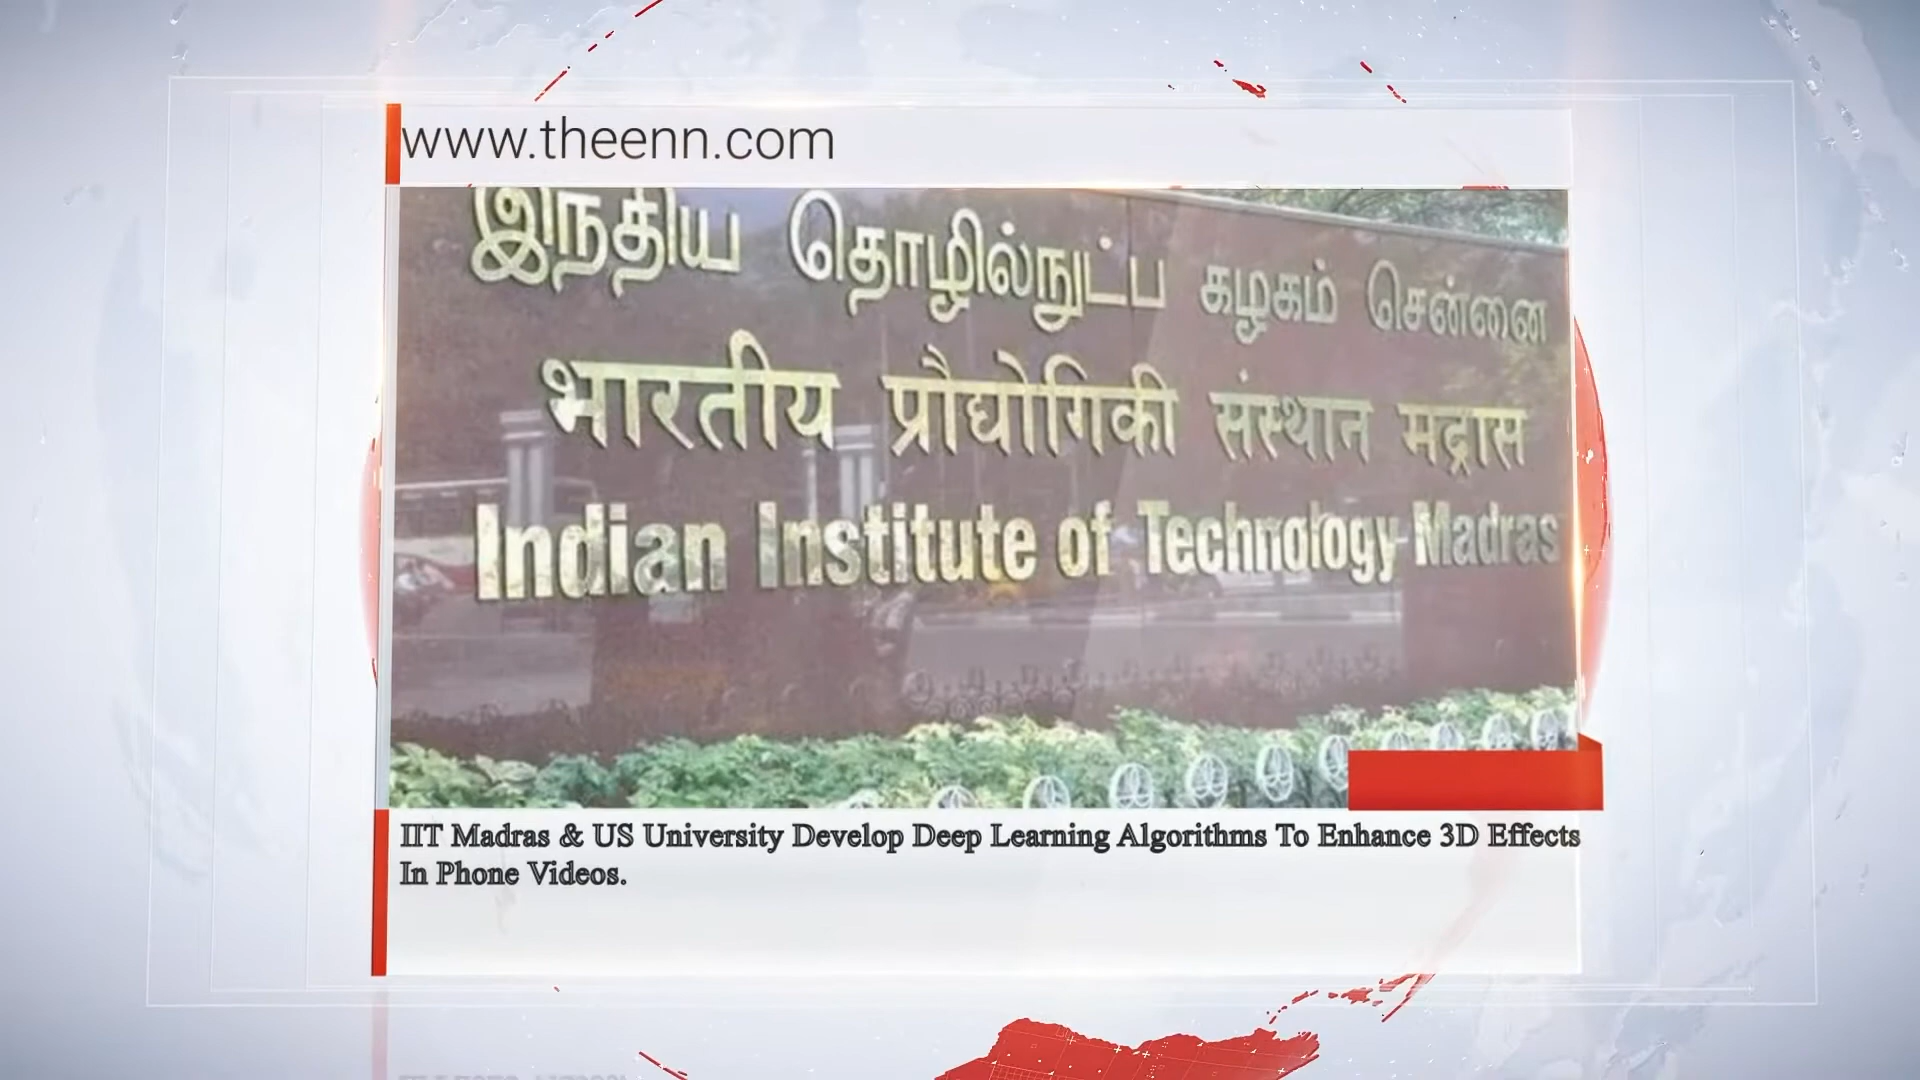 www.theenn.com
இந்திய தொழில்நுட்ப கழகம் சென்னை
भारतीय प्रौद्योगिकी संस्थान मद्रास
Indian Institute of Technology Madras
IIT Madras & US University Develop Deep Learning Algorithms To Enhance 3D Effects
In Phone Videos.